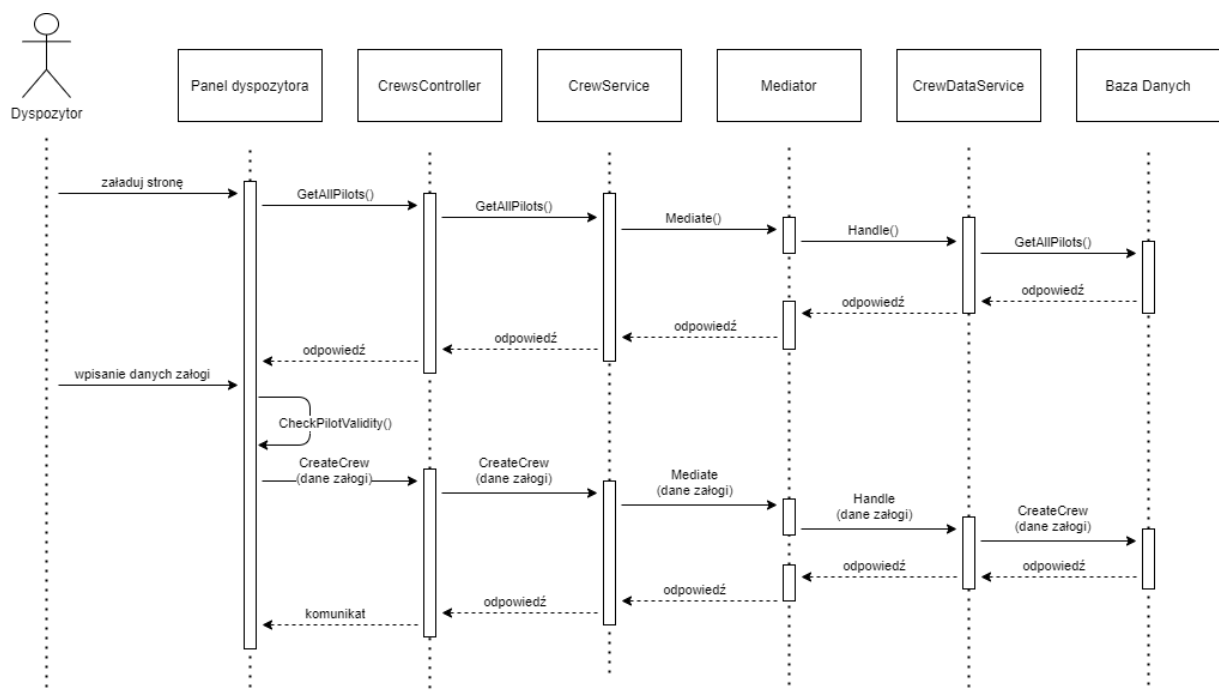 Dyspozytor
Panel dyspozytora
CrewsController
CrewService
Mediator
CrewDataService
Baza Danych
załaduj stronę
GetAllPilots()
GetAllPilots()
Mediate()
Handle()
GetAllPilots()
odpowiedź
odpowiedź
odpowiedź
odpowiedź
odpowiedź
wpisanie danych załogi
CheckPilotValidity()
CreateCrew
(dane załogi)
CreateCrew
(dane załogi)
Mediate
(dane załogi)
Handle
(dane załogi)
CreateCrew
(dane załogi)
odpowiedź
odpowiedź
odpowiedź
odpowiedź
komunikat